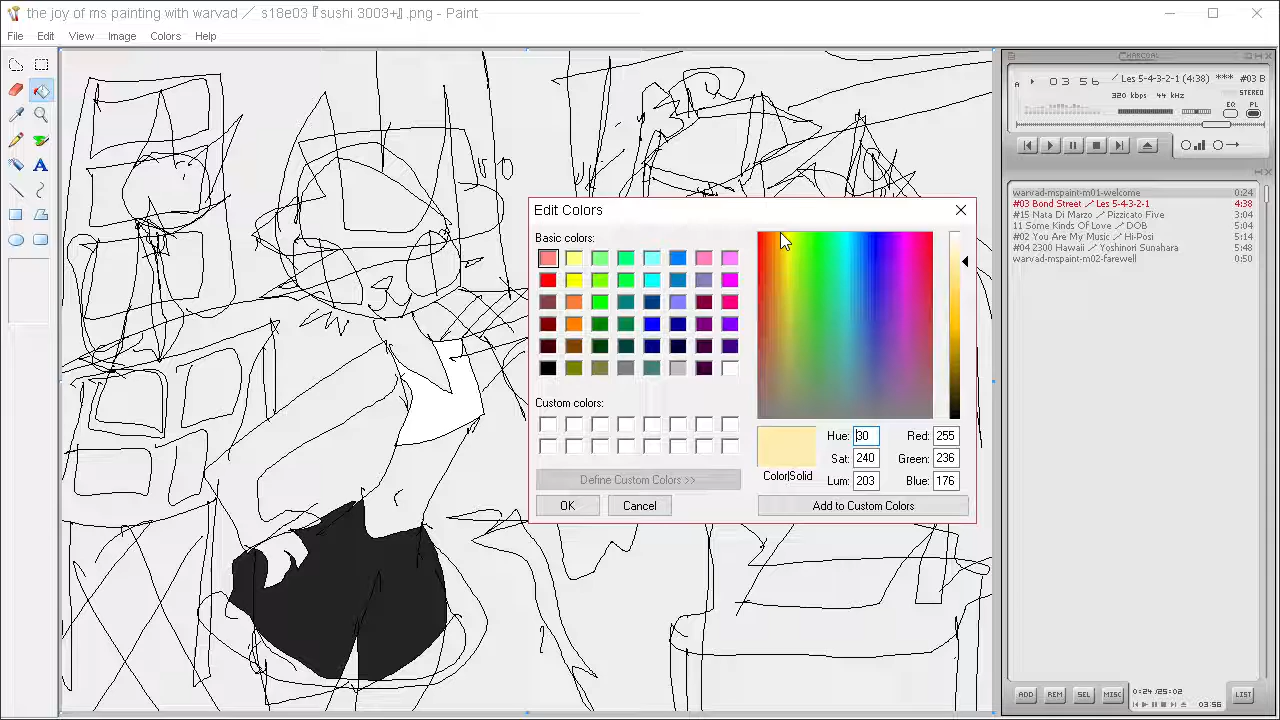 the joy of ms painting with warvad ⟋ s18e03『sushi 3003+』.png - Paint
File Edit View Image Colors Help
CHARCOAL
A 03 56 ⟋ Les 5-4-3-2-1 (4:38) *** #03 B
320 kbps 44 kHz STEREO
EQ PL
warvad-mspaint-m01-welcome 0:24
#03 Bond Street ⟋ Les 5-4-3-2-1 4:38
#15 Nata Di Marzo ⟋ Pizzicato Five 3:04
11 Some Kinds Of Love ⟋ DOB 5:04
#02 You Are My Music ⟋ Hi-Posi 5:14
#04 2300 Hawaii ⟋ Yoshinori Sunahara 5:48
warvad-mspaint-m02-farewell 0:50
Edit Colors
Basic colors:
Custom colors:
Define Custom Colors >>
OK Cancel
Hue: 30 Red: 255
Sat: 240 Green: 236
Color|Solid
Lum: 203 Blue: 176
Add to Custom Colors
ADD REM SEL MISC 0:24 /25:02 LIST
03:56